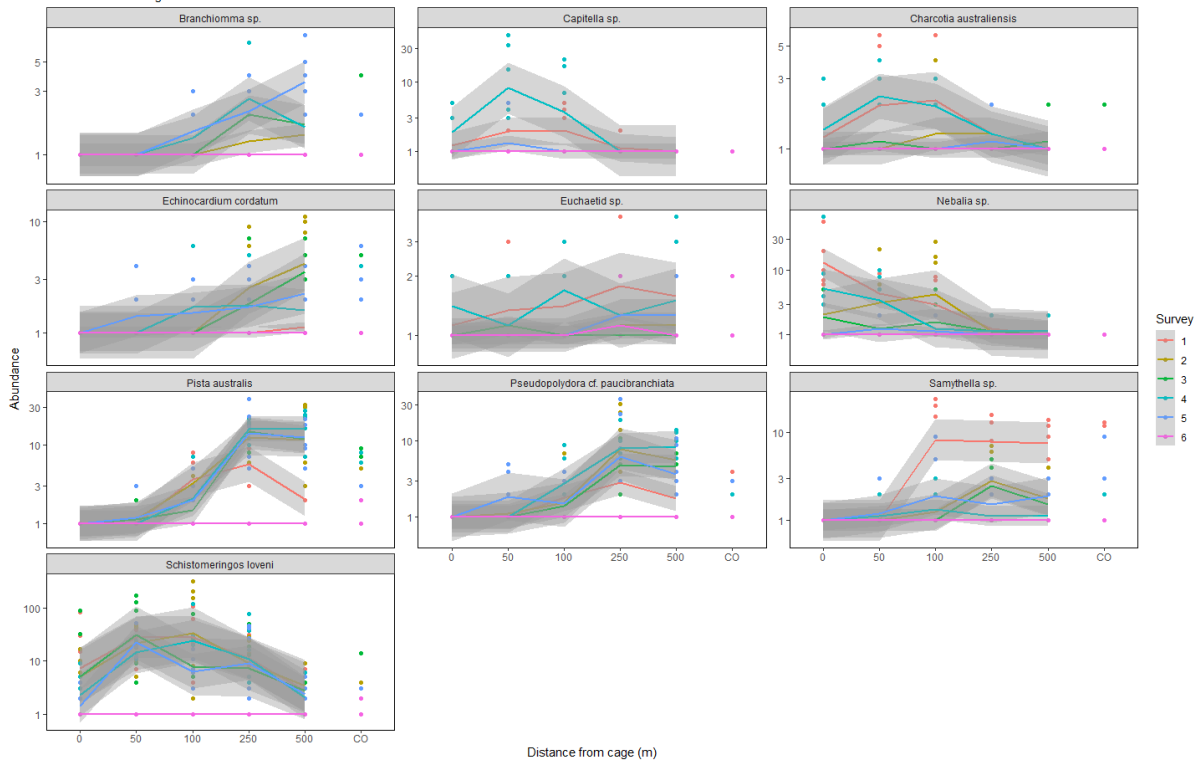 Branchiomma sp.
Capitella sp.
Charcotia australiensis
5
3
1
30
10
3
1
5
3
1
Echinocardium cordatum
Euchaetid sp.
Nebalia sp.
10
3
1
3
2
1
30
10
3
1
Pista australis
Pseudopolydora cf. paucibranchiata
Samythella sp.
30
10
3
1
30
10
3
1
10
3
1
0 50 100 250 500 CO
0 50 100 250 500 CO
Schistomeringos loveni
100
10
1
0 50 100 250 500 CO
Abundance
Distance from cage (m)
Survey
1
2
3
4
5
6